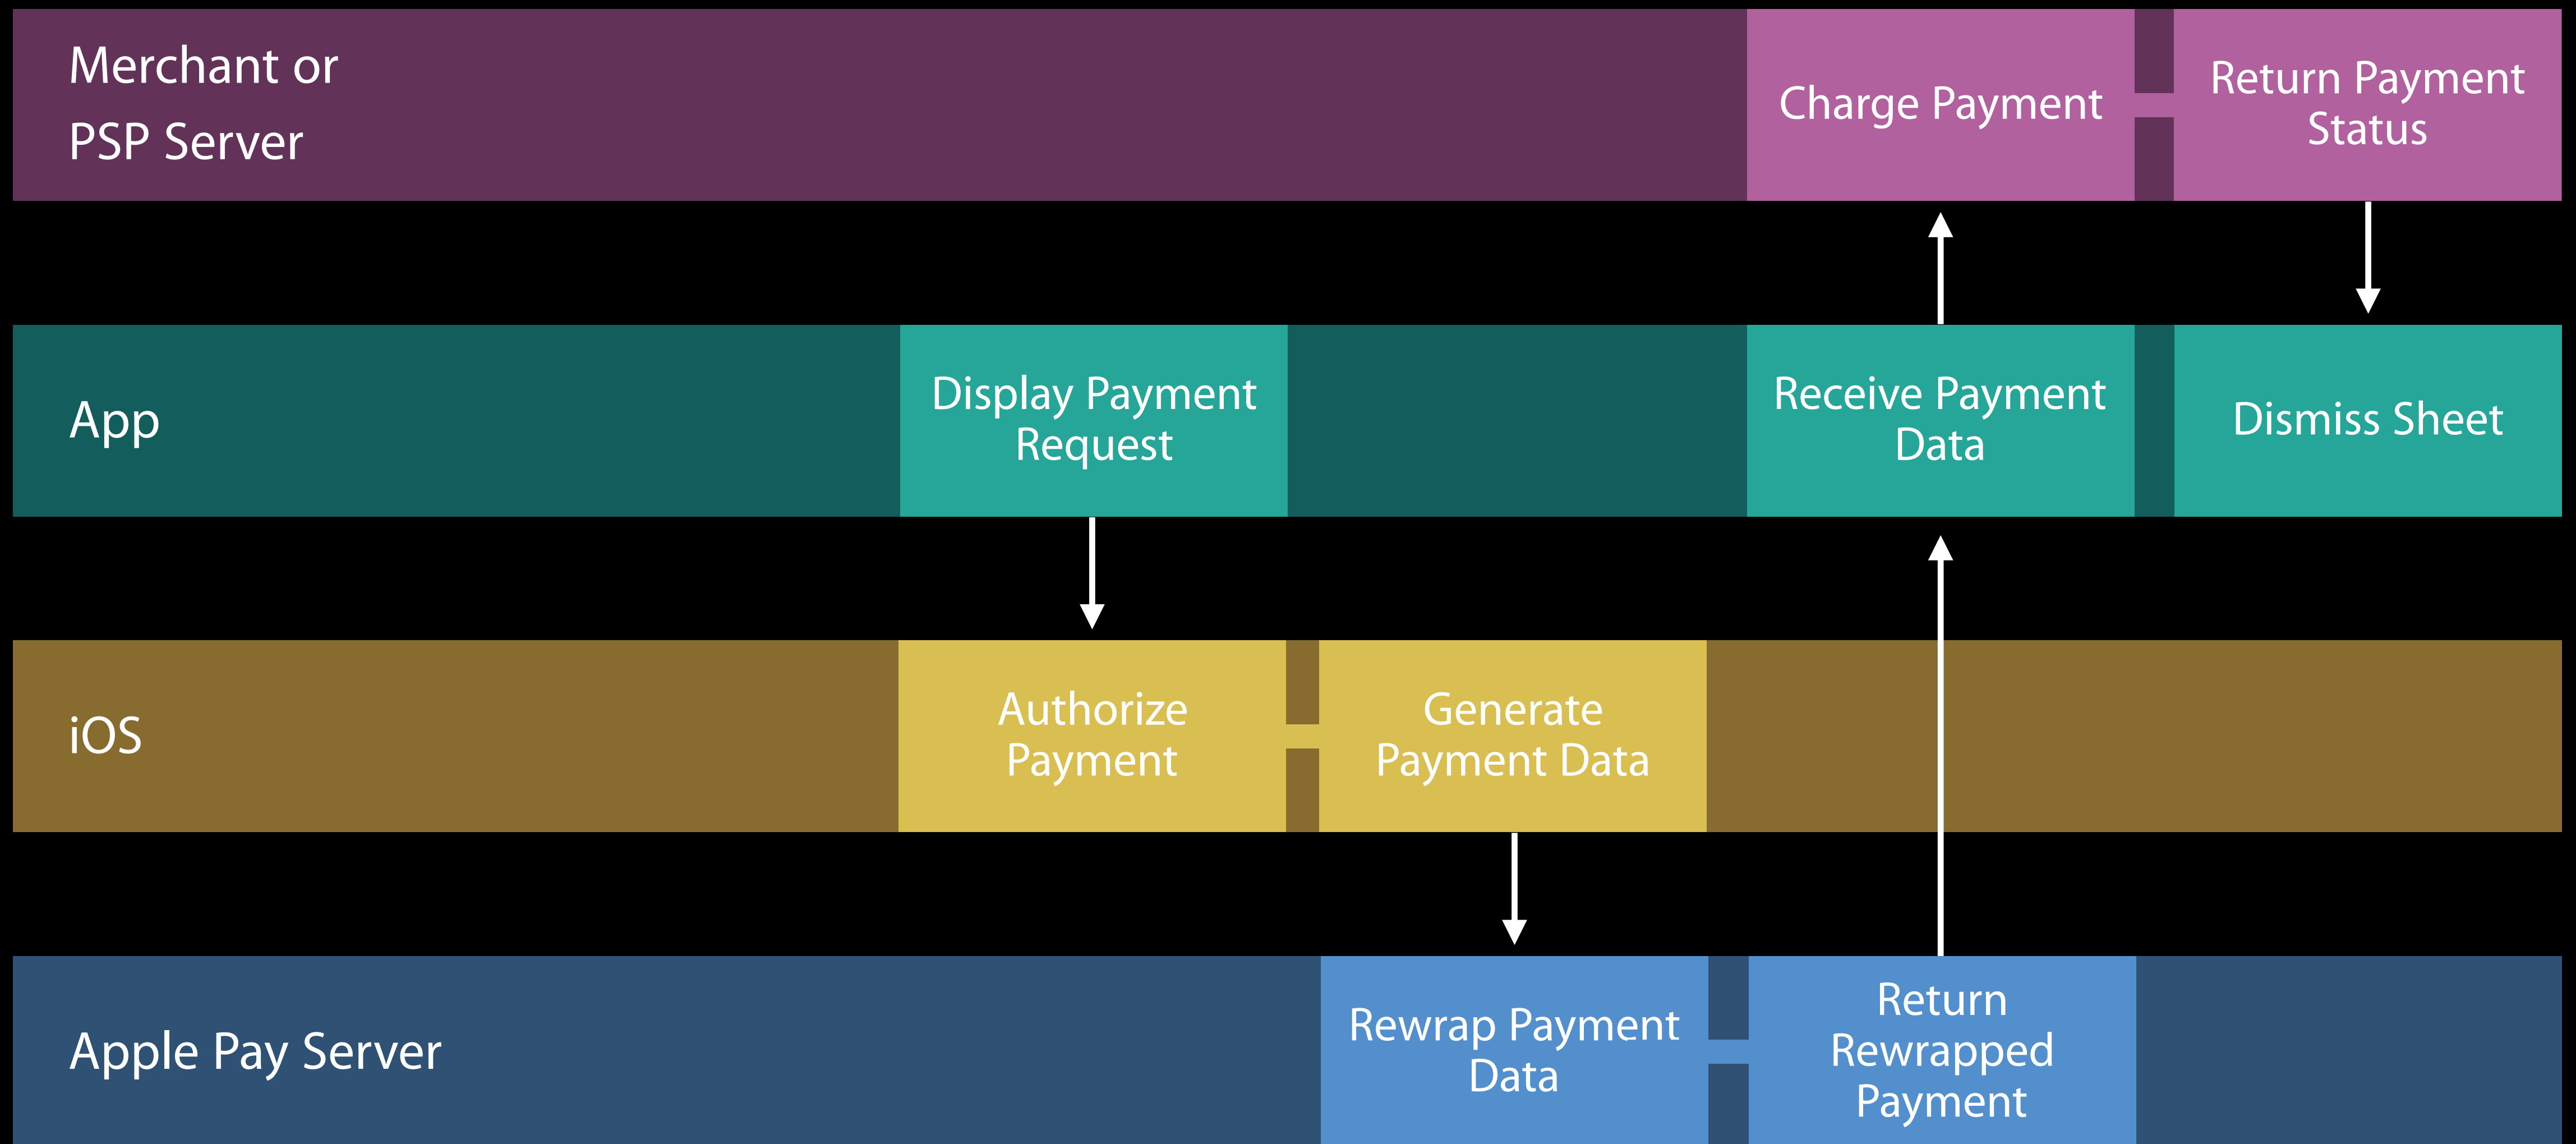 Merchant or
PSP Server
Charge Payment
Return Payment
Status
App
Display Payment
Request
Receive Payment
Data
Dismiss Sheet
iOS
Authorize
Payment
Generate
Payment Data
Apple Pay Server
Rewrap Payment
Data
Return
Rewrapped
Payment